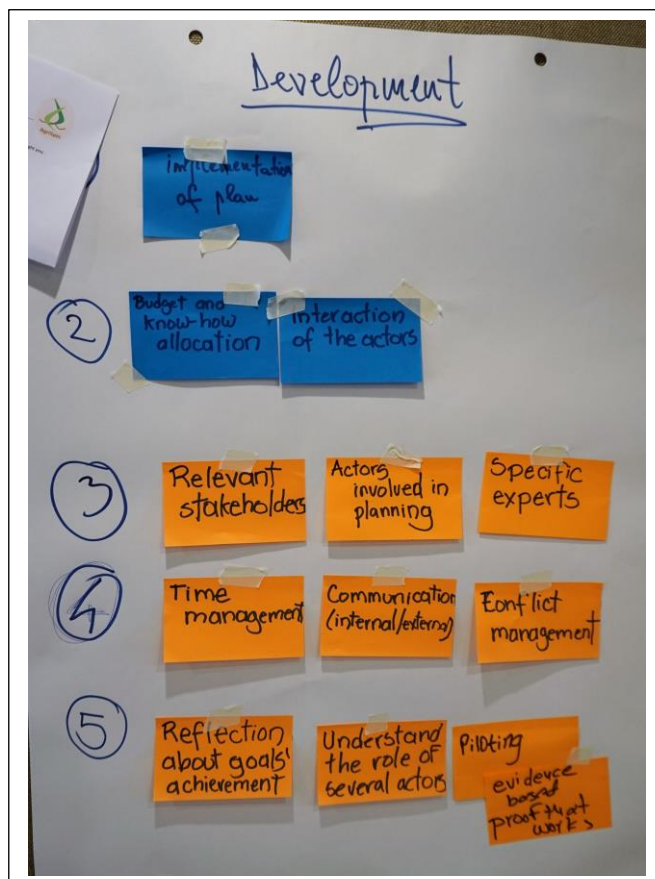 Development
implementation
of plan
2
Budget and
know-how
allocation
interaction
of the actors
3
Relevant
stakeholders
Actors
involved in
planning
Specific
experts
4
Time
management
Communication
(internal/external)
Conflict
management
5
Reflection
about goals'
achievement
Understand
the role of
several actors
Piloting
evidence
based
proof that
works